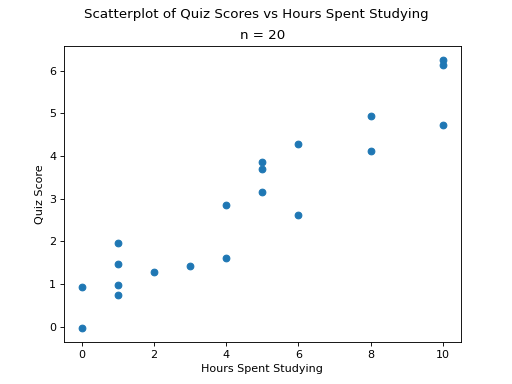 Scatterplot of Quiz Scores vs Hours Spent Studying
n = 20
6
5
4
3
2
1
0
Quiz Score
0 2 4 6 8 10
Hours Spent Studying